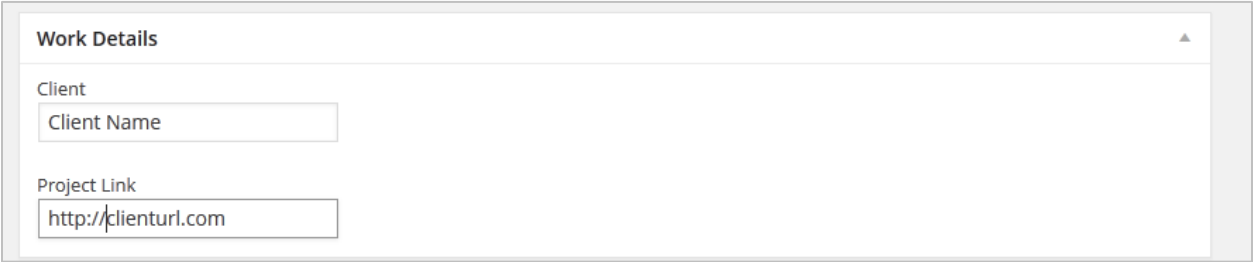 Work Details
Client
Client Name
Project Link
http://clienturl.com